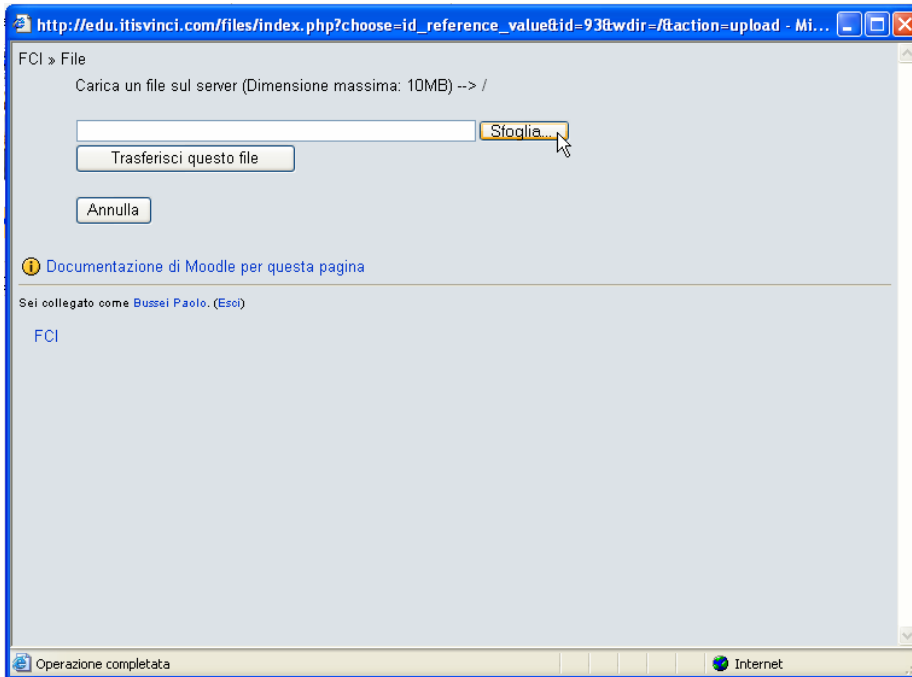 http://edu.itisvinci.com/files/index.php?choose=id_reference_value&id=93&wdir=/&action=upload - Mi...
FCI » File
Carica un file sul server (Dimensione massima: 10MB) --> /
Sfoglia...
Trasferisci questo file
Annulla
Documentazione di Moodle per questa pagina
Sei collegato come Bussei Paolo. (Esci)
FCI
Operazione completata
Internet